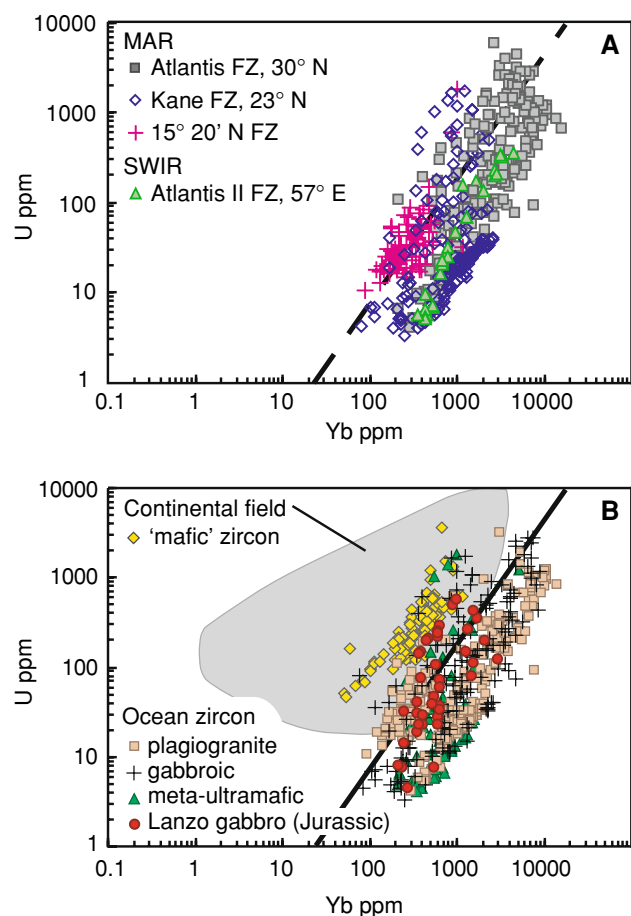 A
MAR
Atlantis FZ, 30° N
Kane FZ, 23° N
15° 20' N FZ
SWIR
Atlantis II FZ, 57° E
U ppm
10000
1000
100
10
1
0.1
1
10
100
1000
10000
Yb ppm
B
Continental field
'mafic' zircon
Ocean zircon
plagiogranite
gabbroic
meta-ultramafic
Lanzo gabbro (Jurassic)
U ppm
10000
1000
100
10
1
0.1
1
10
100
1000
10000
Yb ppm